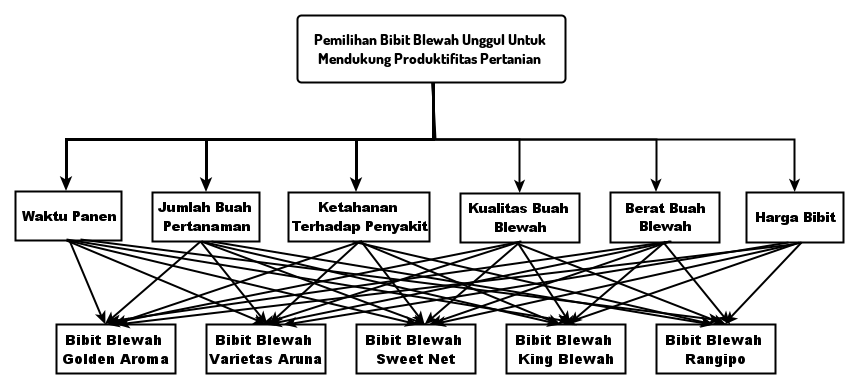 Pemilihan Bibit Blewah Unggul Untuk
Mendukung Produktifitas Pertanian
Waktu Panen
Jumlah Buah
Pertanaman
Ketahanan
Terhadap Penyakit
Kualitas Buah
Blewah
Berat Buah
Blewah
Harga Bibit
Bibit Blewah
Golden Aroma
Bibit Blewah
Varietas Aruna
Bibit Blewah
Sweet Net
Bibit Blewah
King Blewah
Bibit Blewah
Rangipo